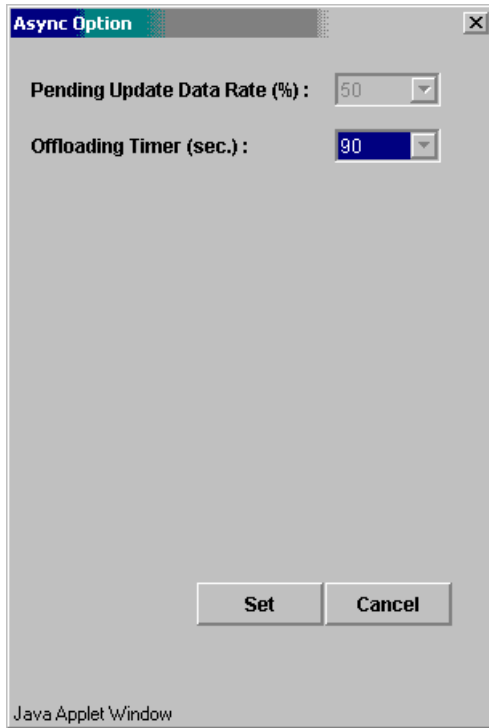 Async Option
Pending Update Data Rate (%) : 50
Offloading Timer (sec.) : 90
Set Cancel
Java Applet Window